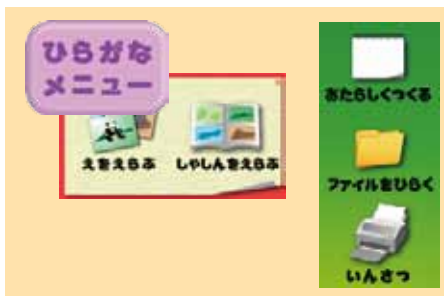 ひらがな
メニュー
えをえらぶ
しゃしんをえらぶ
あたらしくつくる
ファイルをひらく
いんさつ